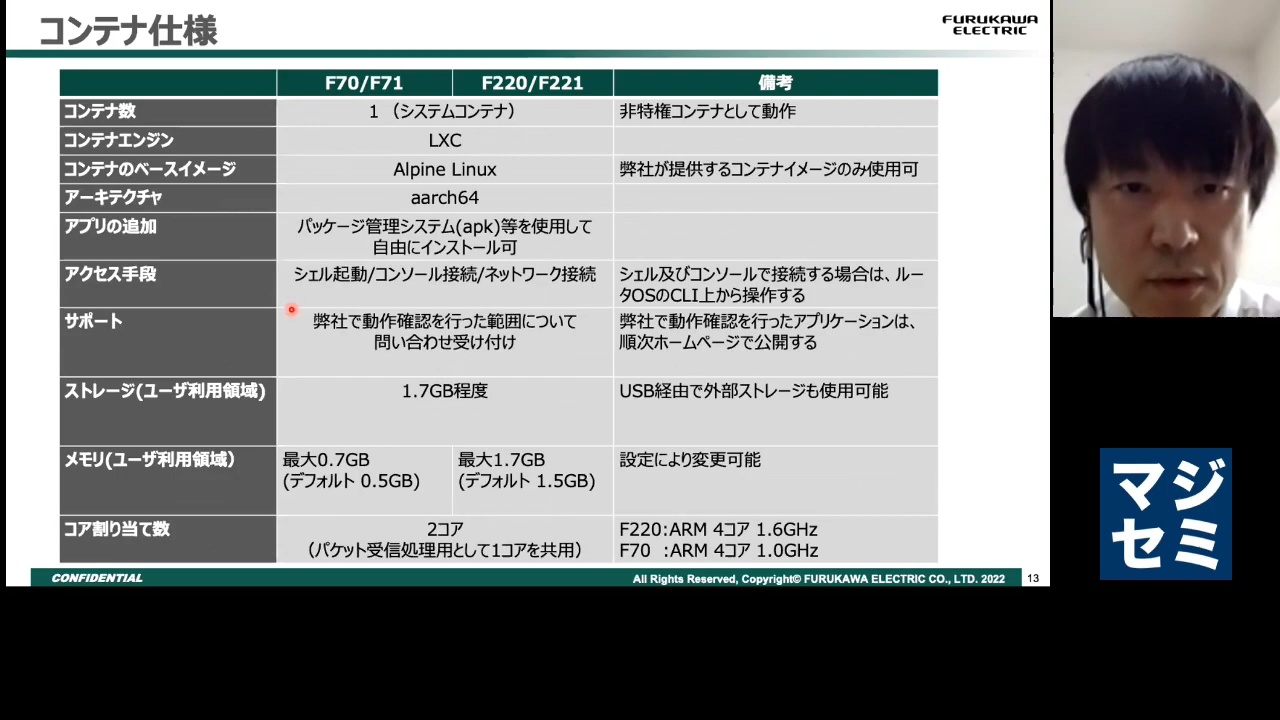 コンテナ仕様
FURUKAWA
ELECTRIC
F70/F71
F220/F221
備考
コンテナ数
1 （システムコンテナ）
非特権コンテナとして動作
コンテナエンジン
LXC
コンテナのベースイメージ
Alpine Linux
弊社が提供するコンテナイメージのみ使用可
アーキテクチャ
aarch64
アプリの追加
パッケージ管理システム(apk)等を使用して
自由にインストール可
アクセス手段
シェル起動/コンソール接続/ネットワーク接続
シェル及びコンソールで接続する場合は、ルー
タOSのCLI上から操作する
サポート
弊社で動作確認を行った範囲について
問い合わせ受け付け
弊社で動作確認を行ったアプリケーションは、
順次ホームページで公開する
ストレージ(ユーザ利用領域)
1.7GB程度
USB経由で外部ストレージも使用可能
メモリ(ユーザ利用領域）
最大0.7GB
(デフォルト 0.5GB)
最大1.7GB
(デフォルト 1.5GB)
設定により変更可能
コア割り当て数
2コア
（パケット受信処理用として1コアを共用）
F220：ARM 4コア 1.6GHz
F70 ：ARM 4コア 1.0GHz
CONFIDENTIAL
All Rights Reserved, Copyright© FURUKAWA ELECTRIC CO., LTD. 2022
13
マジ
セミ